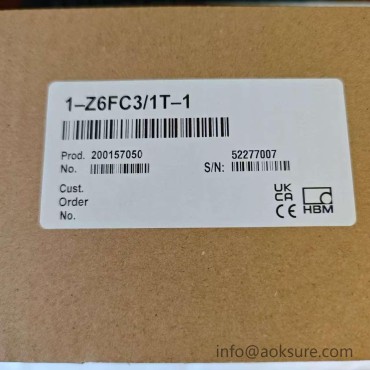 1–Z6FC3/1T–1
Prod. 200157050 52277007
No. S/N:
Cust.
Order
No.
UK
CA
CE
HBM
info@aoksure.com